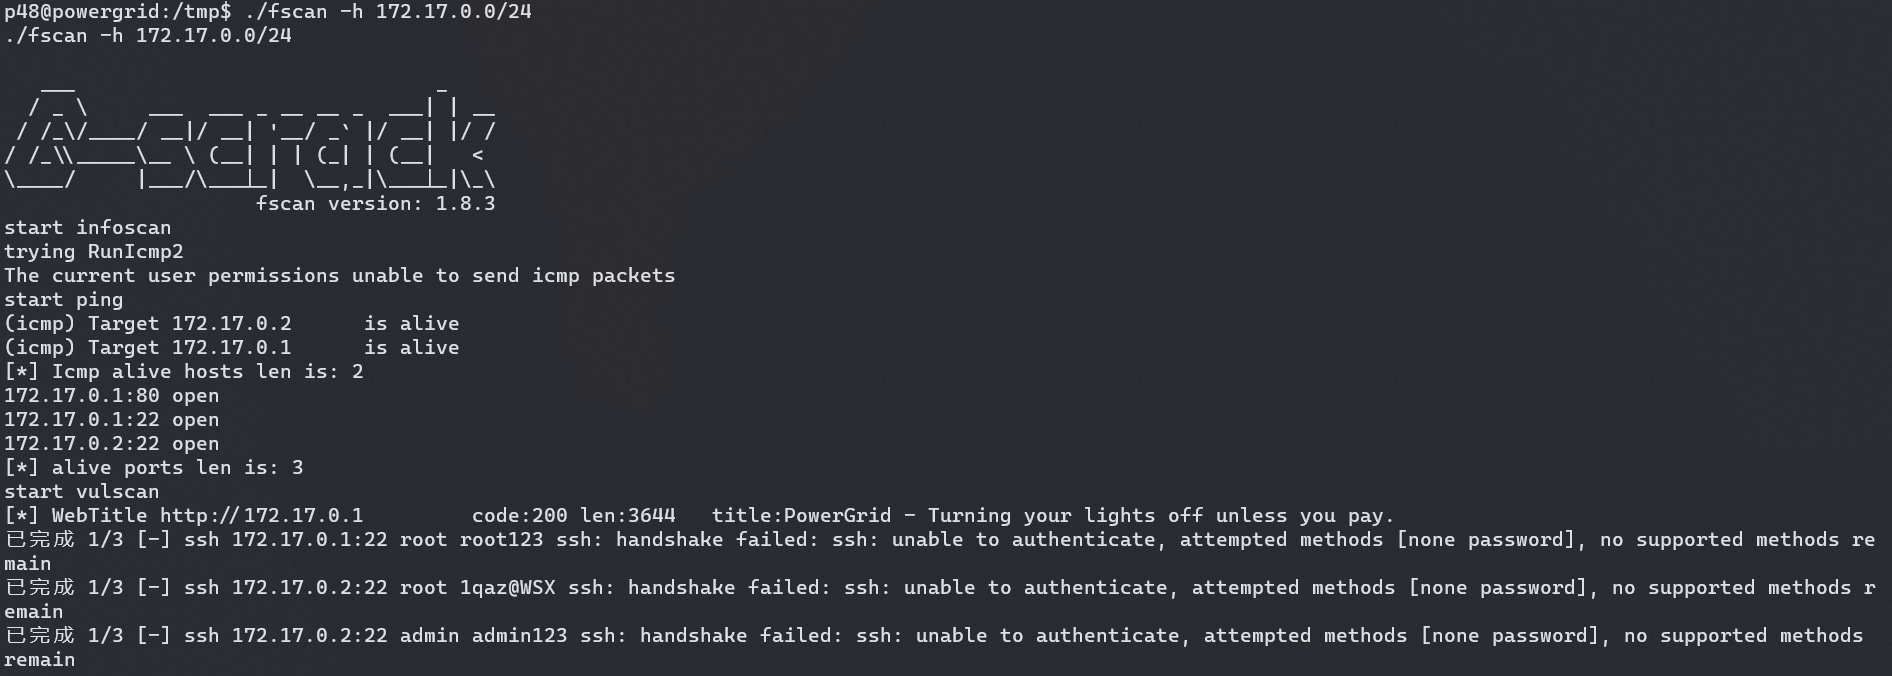 p48@powergrid:/tmp$ ./fscan -h 172.17.0.0/24
./fscan -h 172.17.0.0/24
   ___                              _
  / _ \     ___  ___ _ __ __ _  ___| | __
 / /_\/____/ __|/ __| '__/ _` |/ __| |/ /
/ /_\\_____\__ \ (__| | | (_| | (__|   <
\____/     |___/\___|_|  \__,_|\___|_|\_\
                     fscan version: 1.8.3
start infoscan
trying RunIcmp2
The current user permissions unable to send icmp packets
start ping
(icmp) Target 172.17.0.2      is alive
(icmp) Target 172.17.0.1      is alive
[*] Icmp alive hosts len is: 2
172.17.0.1:80 open
172.17.0.1:22 open
172.17.0.2:22 open
[*] alive ports len is: 3
start vulscan
[*] WebTitle http://172.17.0.1         code:200 len:3644   title:PowerGrid - Turning your lights off unless you pay.
已完成 1/3 [-] ssh 172.17.0.1:22 root root123 ssh: handshake failed: ssh: unable to authenticate, attempted methods [none password], no supported methods re
main
已完成 1/3 [-] ssh 172.17.0.2:22 root 1qaz@WSX ssh: handshake failed: ssh: unable to authenticate, attempted methods [none password], no supported methods r
emain
已完成 1/3 [-] ssh 172.17.0.2:22 admin admin123 ssh: handshake failed: ssh: unable to authenticate, attempted methods [none password], no supported methods
remain